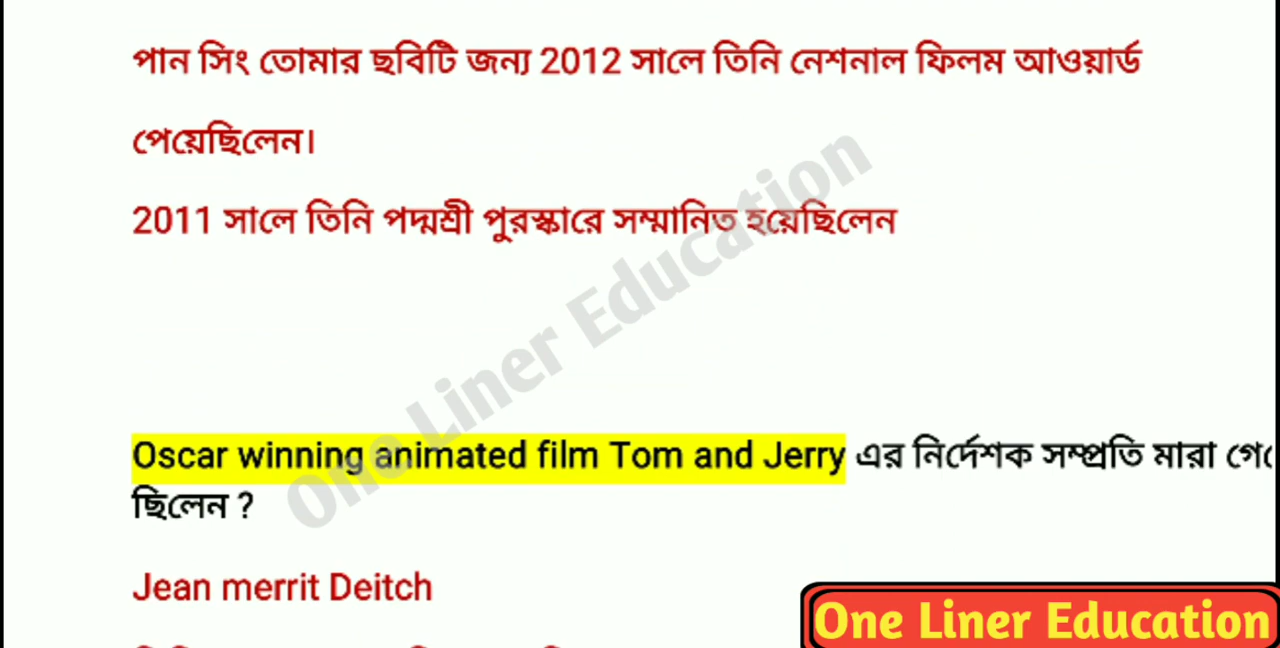 পান সিং তোমার ছবিটি জন্য 2012 সালে তিনি নেশনাল ফিলম আওয়ার্ড
পেয়েছিলেন।
2011 সালে তিনি পদ্মশ্রী পুরস্কারে সম্মানিত হয়েছিলেন
One Liner Education
Oscar winning animated film Tom and Jerry এর নির্দেশক সম্প্রতি মারা
ছিলেন ?
Jean merrit Deitch
One Liner Education